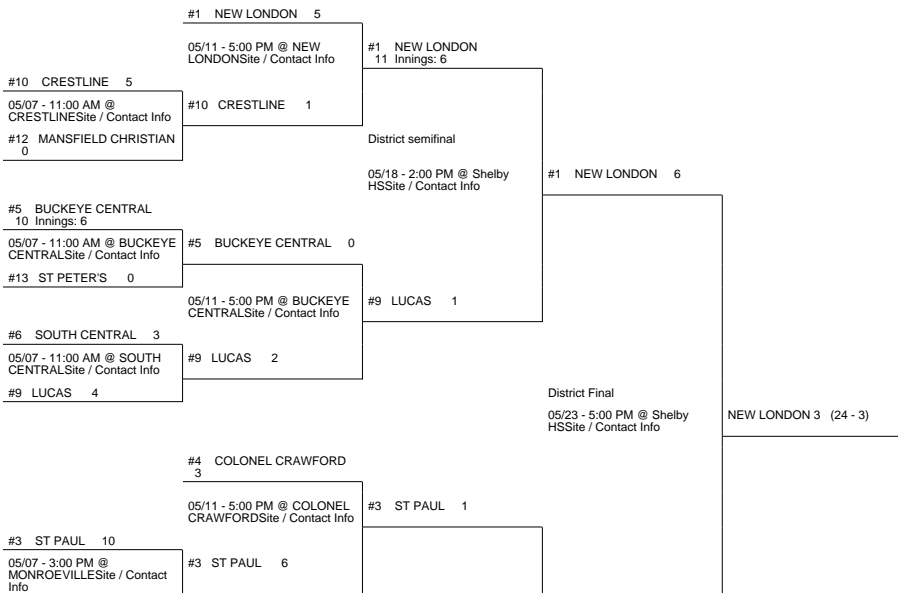 #1 NEW LONDON 5
05/11 - 5:00 PM @ NEW
LONDONSite / Contact Info
#1 NEW LONDON
11 Innings: 6
#10 CRESTLINE 5
05/07 - 11:00 AM @
CRESTLINESite / Contact Info
#10 CRESTLINE 1
#12 MANSFIELD CHRISTIAN
0
District semifinal
05/18 - 2:00 PM @ Shelby
HSSite / Contact Info
#1 NEW LONDON 6
#5 BUCKEYE CENTRAL
10 Innings: 6
05/07 - 11:00 AM @ BUCKEYE
CENTRALSite / Contact Info
#5 BUCKEYE CENTRAL 0
#13 ST PETER'S 0
05/11 - 5:00 PM @ BUCKEYE
CENTRALSite / Contact Info
#9 LUCAS 1
#6 SOUTH CENTRAL 3
05/07 - 11:00 AM @ SOUTH
CENTRALSite / Contact Info
#9 LUCAS 2
#9 LUCAS 4
District Final
05/23 - 5:00 PM @ Shelby
HSSite / Contact Info
NEW LONDON 3 (24 - 3)
#4 COLONEL CRAWFORD
3
05/11 - 5:00 PM @ COLONEL
CRAWFORDSite / Contact Info
#3 ST PAUL 1
#3 ST PAUL 10
05/07 - 3:00 PM @
MONROEVILLESite / Contact
Info
#3 ST PAUL 6